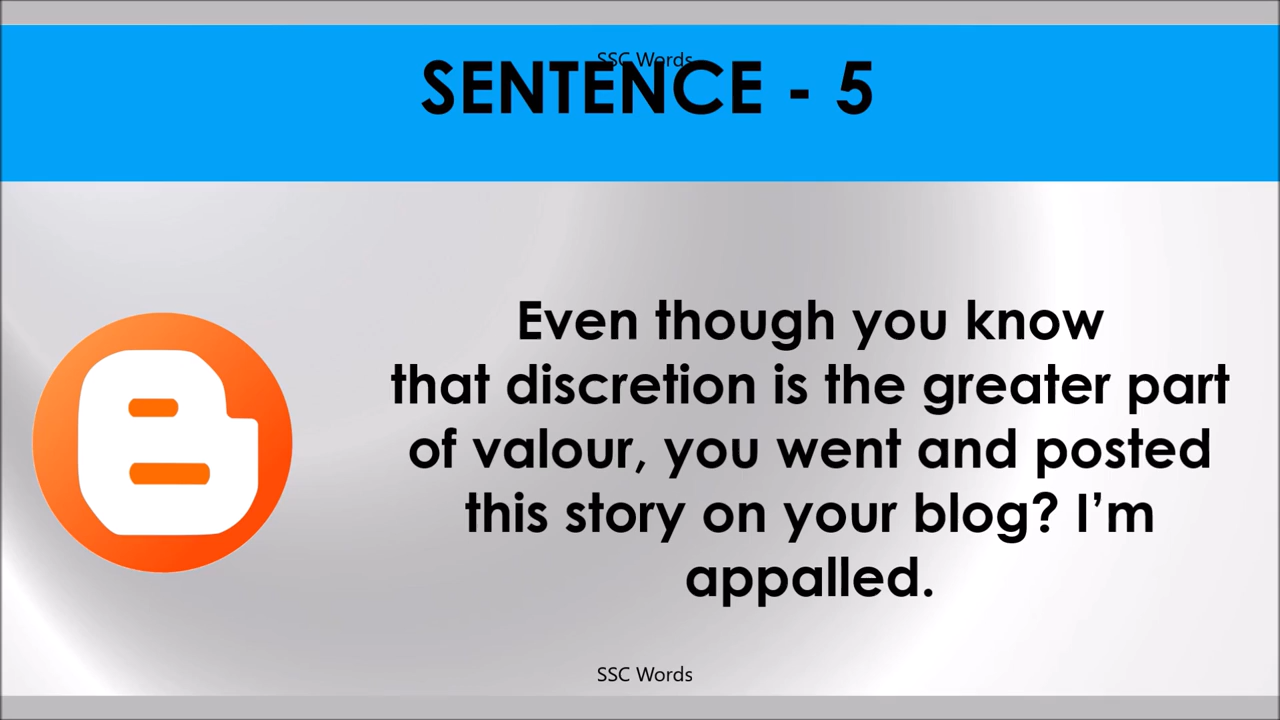 SSC Words
SENTENCE - 5
Even though you know
that discretion is the greater part
of valour, you went and posted
this story on your blog? I’m
appalled.
SSC Words